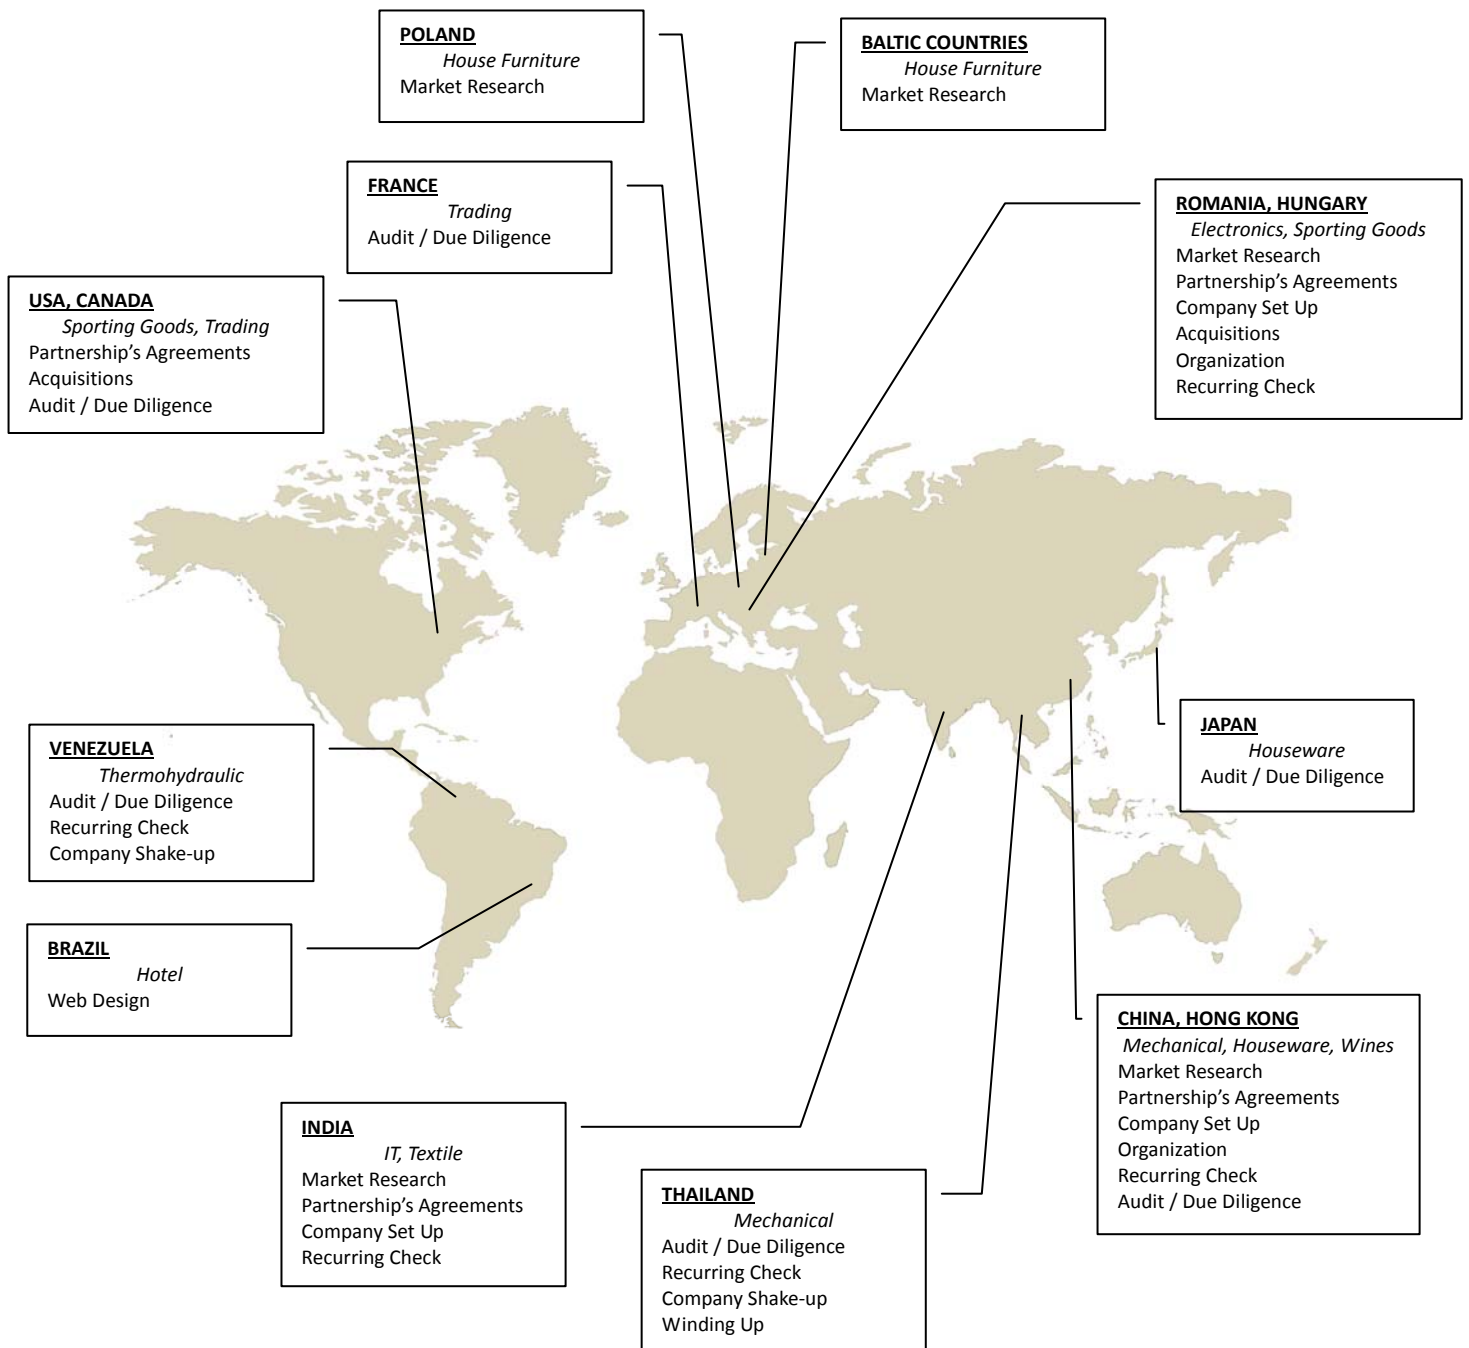 POLAND
House Furniture
Market Research
BALTIC COUNTRIES
House Furniture
Market Research
FRANCE
Trading
Audit / Due Diligence
ROMANIA, HUNGARY
Electronics, Sporting Goods
Market Research
Partnership’s Agreements
Company Set Up
Acquisitions
Organization
Recurring Check
USA, CANADA
Sporting Goods, Trading
Partnership’s Agreements
Acquisitions
Audit / Due Diligence
VENEZUELA
Thermohydraulic
Audit / Due Diligence
Recurring Check
Company Shake-up
JAPAN
Houseware
Audit / Due Diligence
BRAZIL
Hotel
Web Design
CHINA, HONG KONG
Mechanical, Houseware, Wines
Market Research
Partnership’s Agreements
Company Set Up
Organization
Recurring Check
Audit / Due Diligence
INDIA
IT, Textile
Market Research
Partnership’s Agreements
Company Set Up
Recurring Check
THAILAND
Mechanical
Audit / Due Diligence
Recurring Check
Company Shake-up
Winding Up